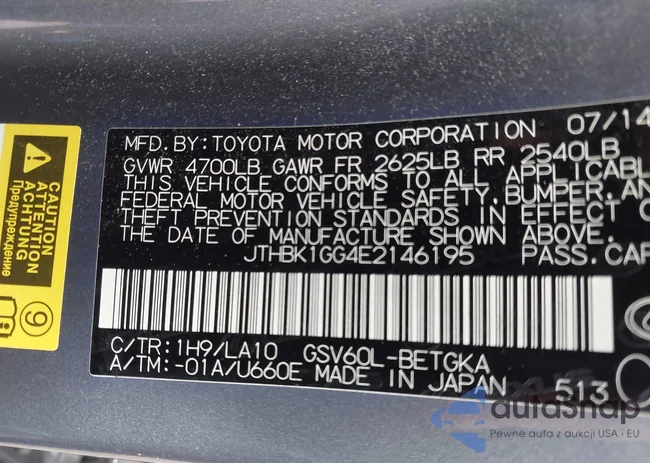 MFD.BY:TOYOTA MOTOR CORPORATION 07/14
GVWR 4700LB GAWR FR 2625LB RR 2540LB
THIS VEHICLE CONFORMS TO ALL APPLICABL
FEDERAL MOTOR VEHICLE SAFETY,BUMPER,AN
THEFT PREVENTION STANDARDS IN EFFECT O
THE DATE OF MANUFACTURE SHOWN ABOVE.
JTHBK1GG4E2146195 PASS.CAR
C/TR:1H9/LA10 GSV60L-BETGKA
A/TM:-01A/U660E MADE IN JAPAN 513
CAUTION
ATTENTION
ACHTUNG
Предупреждение
9
autoSnap
Pewne auta z aukcji USA i EU